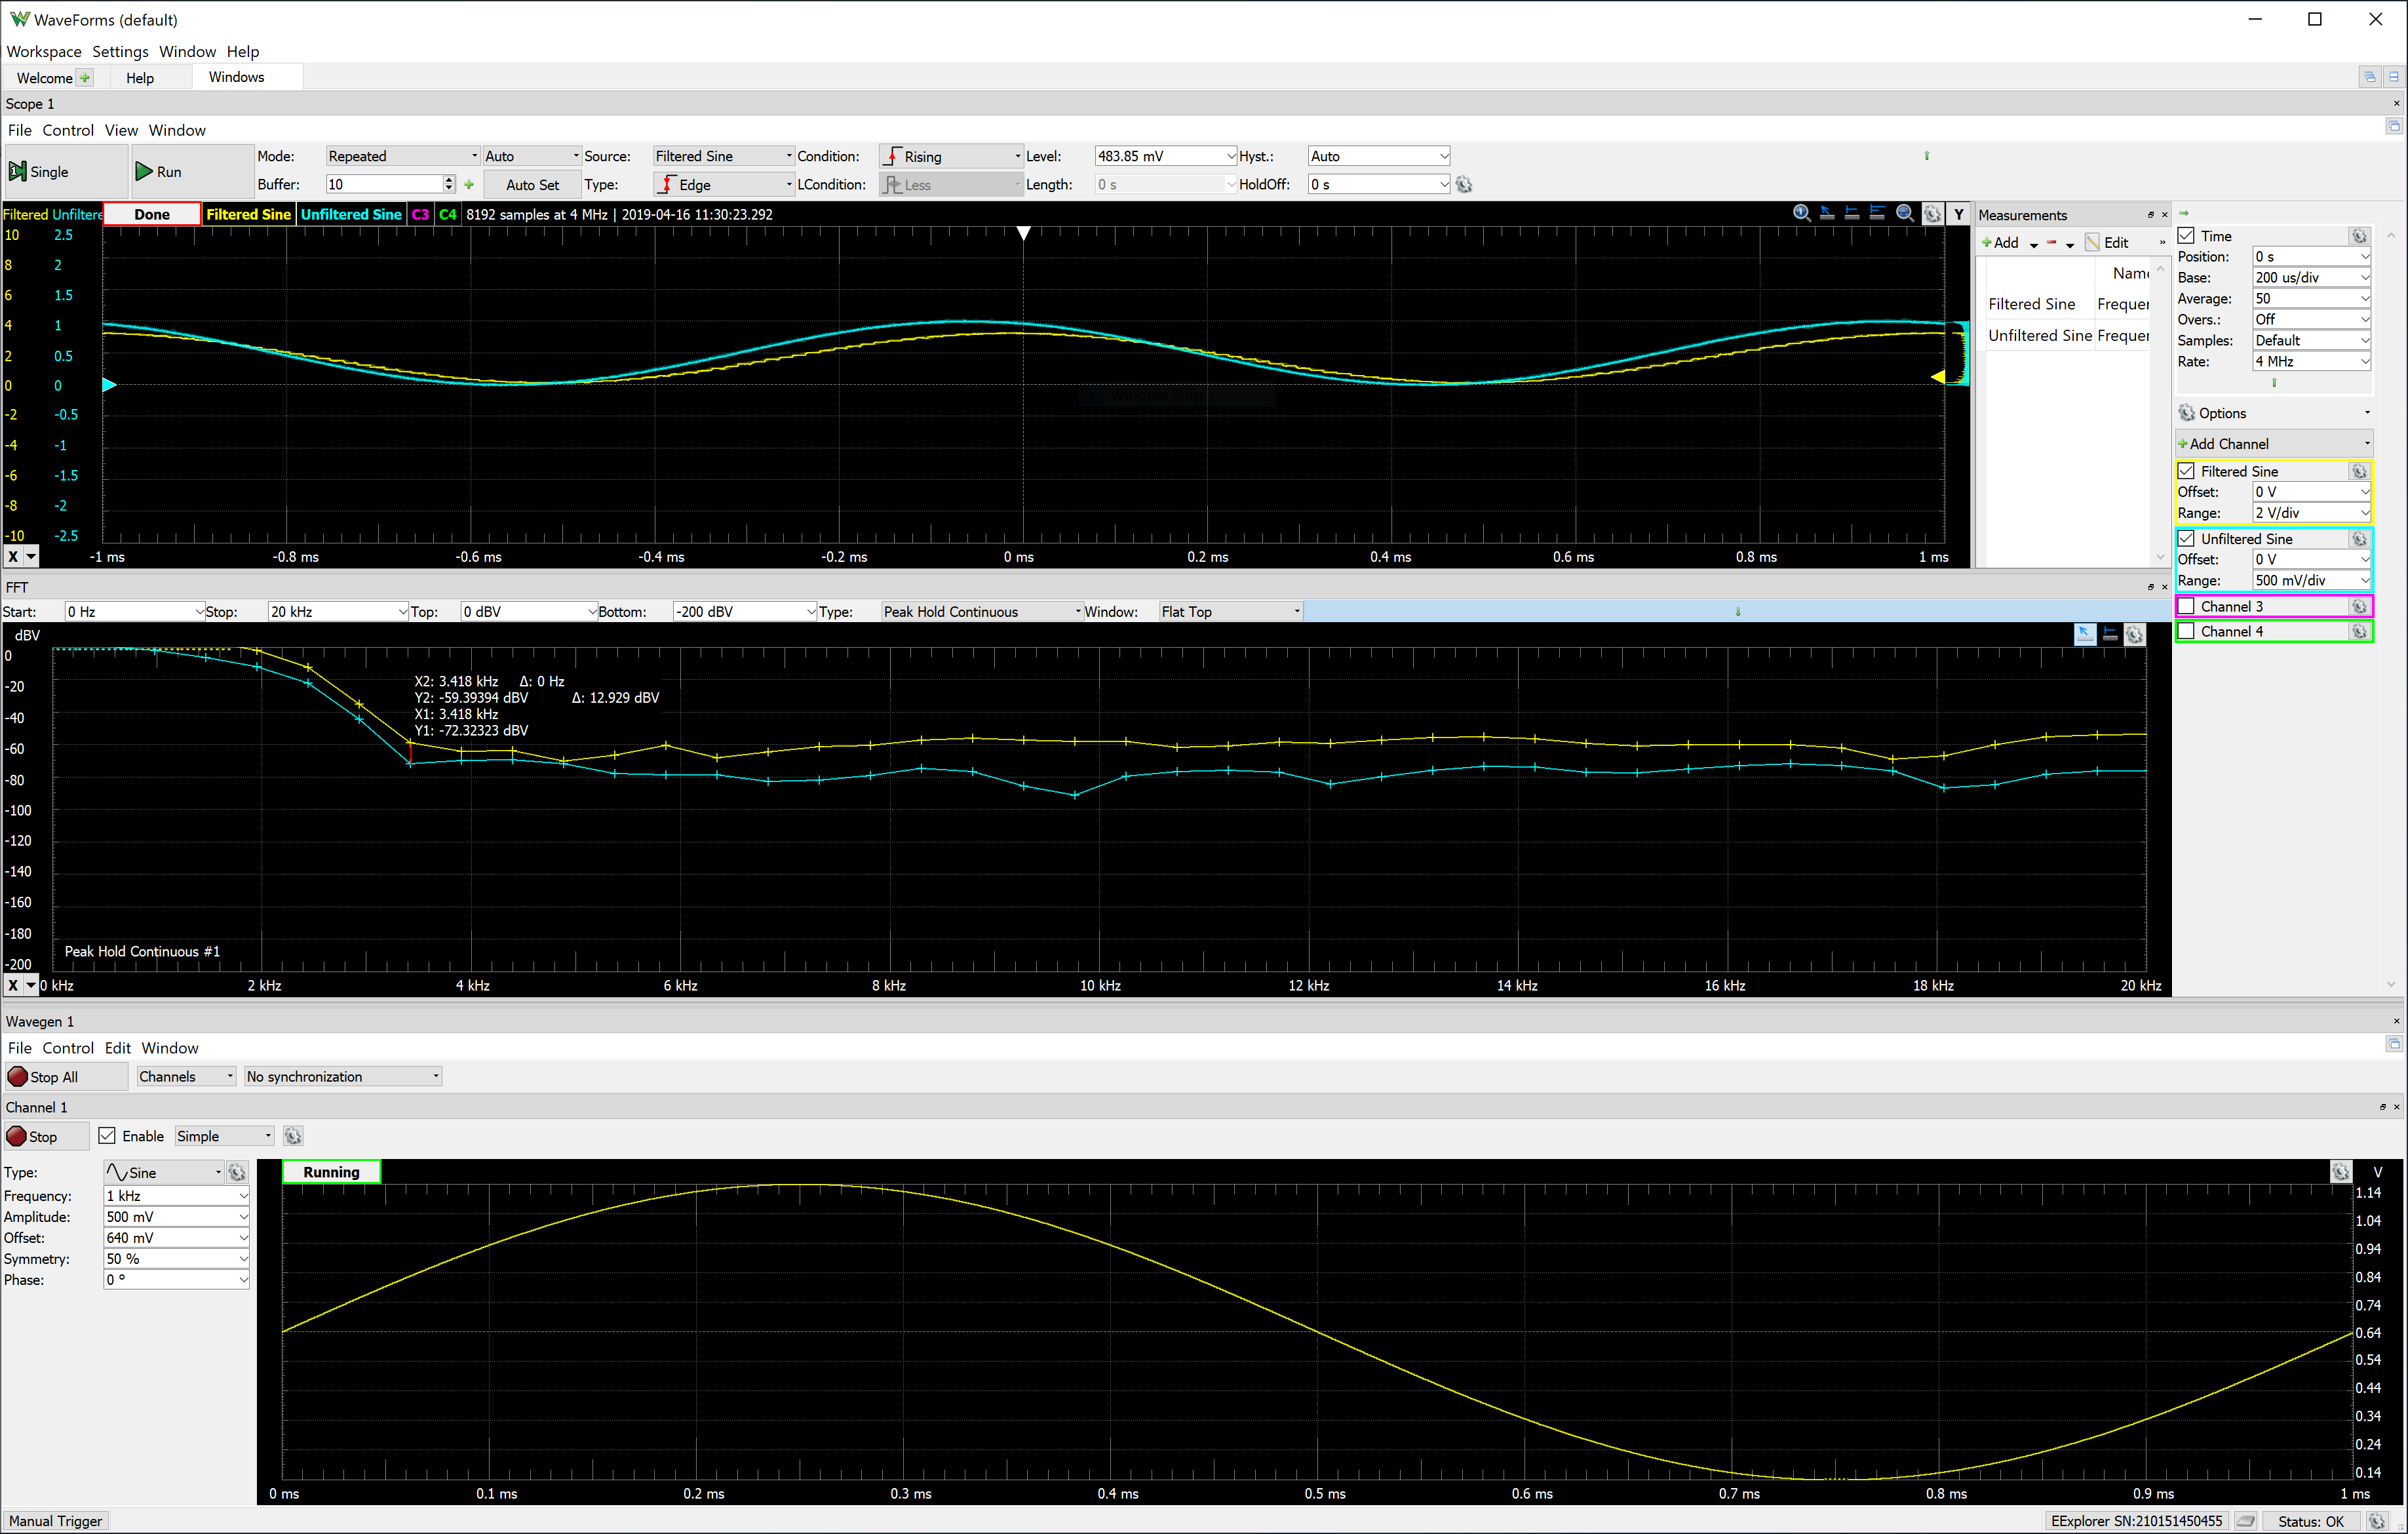 WaveForms (default)
Workspace Settings Window Help
Welcome Help Windows
Scope 1
File Control View Window
Single Run Mode: Repeated Auto Source: Filtered Sine Condition: Rising Level: 483.85 mV Hyst.: Auto
Buffer: 10 Auto Set Type: Edge LCondition: Less Length: 0 s HoldOff: 0 s
Filtered Unfiltere Done Filtered Sine Unfiltered Sine C3 C4 8192 samples at 4 MHz | 2019-04-16 11:30:23.292 Y
10 2.5
8 2
6 1.5
4 1
2 0.5
0 0
-2 -0.5
-4 -1
-6 -1.5
-8 -2
-10 -2.5
X -1 ms -0.8 ms -0.6 ms -0.4 ms -0.2 ms 0 ms 0.2 ms 0.4 ms 0.6 ms 0.8 ms 1 ms
Measurements
Add Edit »
Name
Filtered Sine Frequer
Unfiltered Sine Frequer
Time
Position: 0 s
Base: 200 us/div
Average: 50
Overs.: Off
Samples: Default
Rate: 4 MHz
Options
Add Channel
Filtered Sine
Offset: 0 V
Range: 2 V/div
Unfiltered Sine
Offset: 0 V
Range: 500 mV/div
Channel 3
Channel 4
FFT
Start: 0 Hz Stop: 20 kHz Top: 0 dBV Bottom: -200 dBV Type: Peak Hold Continuous Window: Flat Top
dBV
0
-20
-40
-60
-80
-100
-120
-140
-160
-180
-200
X2: 3.418 kHz Δ: 0 Hz
Y2: -59.39394 dBV Δ: 12.929 dBV
X1: 3.418 kHz
Y1: -72.32323 dBV
Peak Hold Continuous #1
X 0 kHz 2 kHz 4 kHz 6 kHz 8 kHz 10 kHz 12 kHz 14 kHz 16 kHz 18 kHz 20 kHz
Wavegen 1
File Control Edit Window
Stop All Channels No synchronization
Channel 1
Stop Enable Simple
Type: Sine
Frequency: 1 kHz
Amplitude: 500 mV
Offset: 640 mV
Symmetry: 50 %
Phase: 0 °
Running V
1.14
1.04
0.94
0.84
0.74
0.64
0.54
0.44
0.34
0.24
0.14
0 ms 0.1 ms 0.2 ms 0.3 ms 0.4 ms 0.5 ms 0.6 ms 0.7 ms 0.8 ms 0.9 ms 1 ms
Manual Trigger EExplorer SN:210151450455 Status: OK